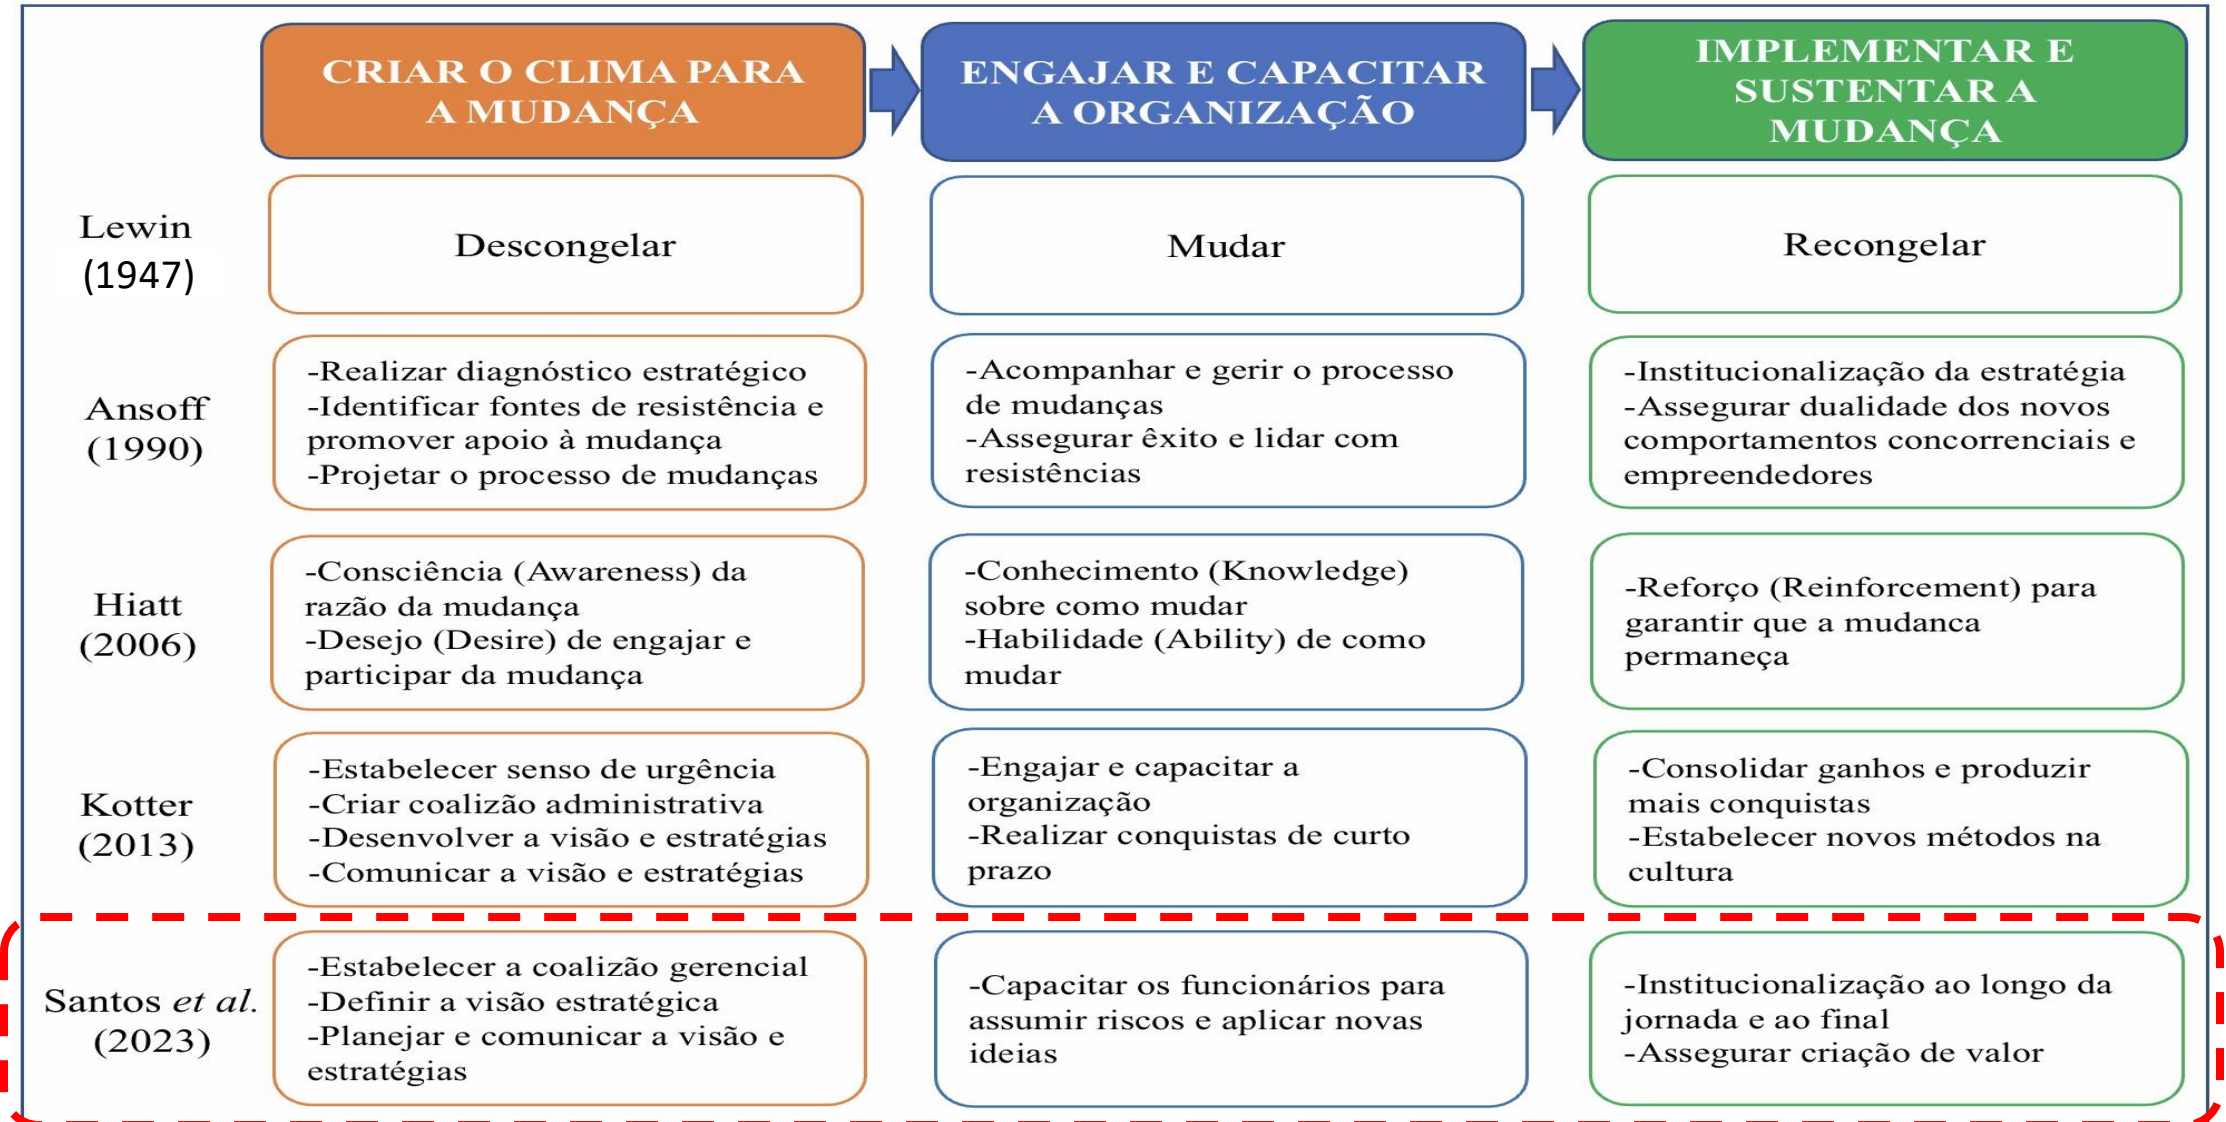 CRIAR O CLIMA PARA
A MUDANÇA
ENGAJAR E CAPACITAR
A ORGANIZAÇÃO
IMPLEMENTAR E
SUSTENTAR A
MUDANÇA
Lewin
(1947)
Descongelar
Mudar
Recongelar
Ansoff
(1990)
-Realizar diagnóstico estratégico
-Identificar fontes de resistência e
promover apoio à mudança
-Projetar o processo de mudanças
-Acompanhar e gerir o processo
de mudanças
-Assegurar êxito e lidar com
resistências
-Institucionalização da estratégia
-Assegurar dualidade dos novos
comportamentos concorrenciais e
empreendedores
Hiatt
(2006)
-Consciência (Awareness) da
razão da mudança
-Desejo (Desire) de engajar e
participar da mudança
-Conhecimento (Knowledge)
sobre como mudar
-Habilidade (Ability) de como
mudar
-Reforço (Reinforcement) para
garantir que a mudanca
permaneça
Kotter
(2013)
-Estabelecer senso de urgência
-Criar coalizão administrativa
-Desenvolver a visão e estratégias
-Comunicar a visão e estratégias
-Engajar e capacitar a
organização
-Realizar conquistas de curto
prazo
-Consolidar ganhos e produzir
mais conquistas
-Estabelecer novos métodos na
cultura
Santos et al.
(2023)
-Estabelecer a coalizão gerencial
-Definir a visão estratégica
-Planejar e comunicar a visão e
estratégias
-Capacitar os funcionários para
assumir riscos e aplicar novas
ideias
-Institucionalização ao longo da
jornada e ao final
-Assegurar criação de valor